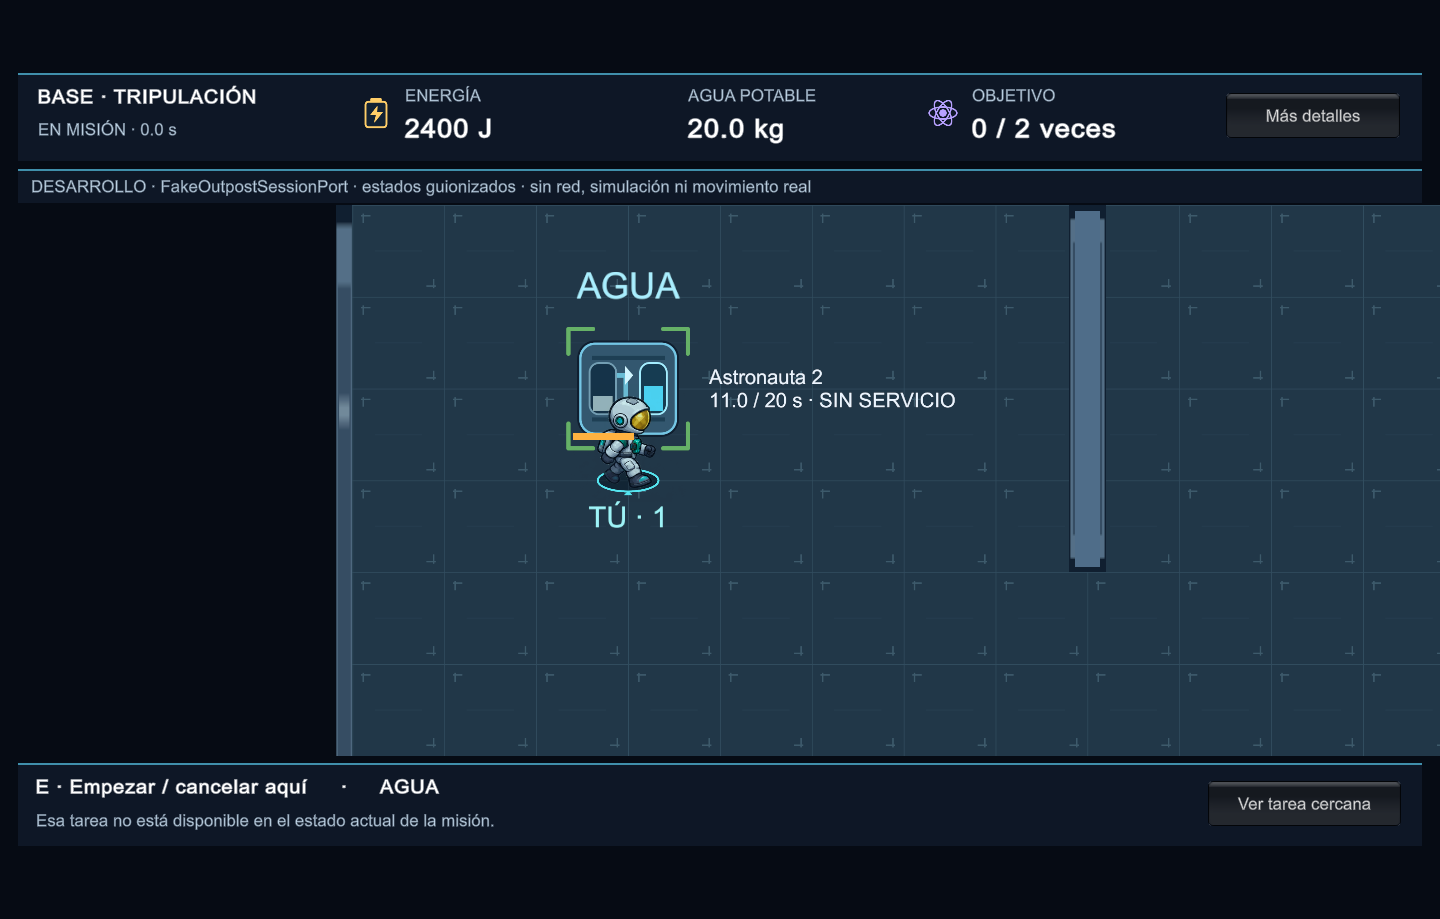 BASE · TRIPULACIÓN
EN MISIÓN · 0.0 s
ENERGÍA
2400 J
AGUA POTABLE
20.0 kg
OBJETIVO
0 / 2 veces
Más detalles
DESARROLLO · FakeOutpostSessionPort · estados guionizados · sin red, simulación ni movimiento real
AGUA
Astronauta 2
11.0 / 20 s · SIN SERVICIO
TÚ · 1
E · Empezar / cancelar aquí · AGUA
Esa tarea no está disponible en el estado actual de la misión.
Ver tarea cercana